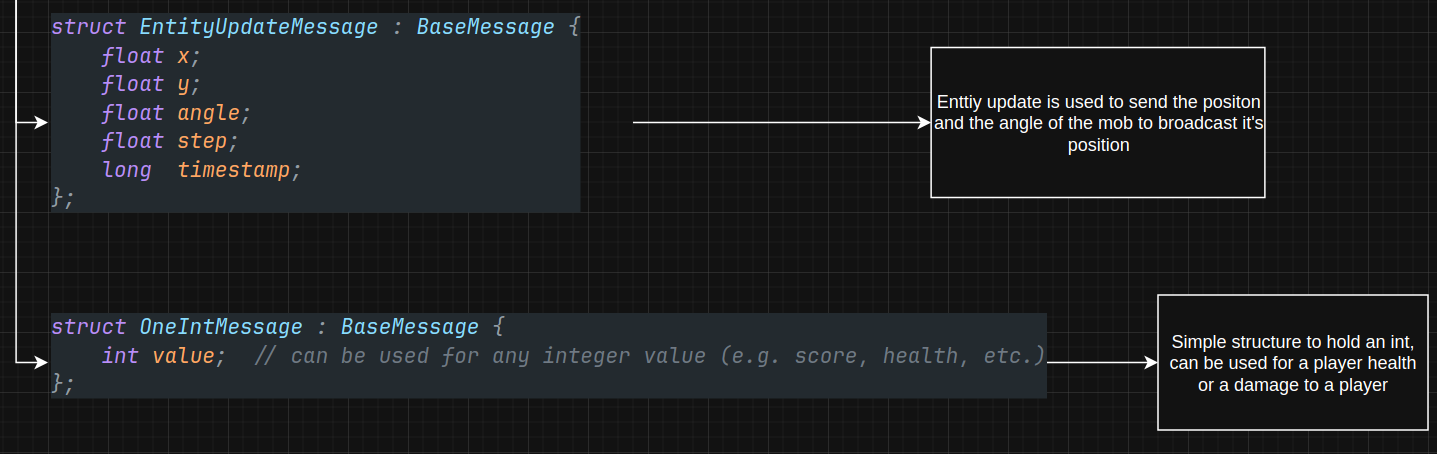 struct EntityUpdateMessage : BaseMessage {
    float x;
    float y;
    float angle;
    float step;
    long  timestamp;
};
Enttiy update is used to send the positon
and the angle of the mob to broadcast it's
position
struct OneIntMessage : BaseMessage {
    int value;  // can be used for any integer value (e.g. score, health, etc.)
};
Simple structure to hold an int,
can be used for a player health
or a damage to a player